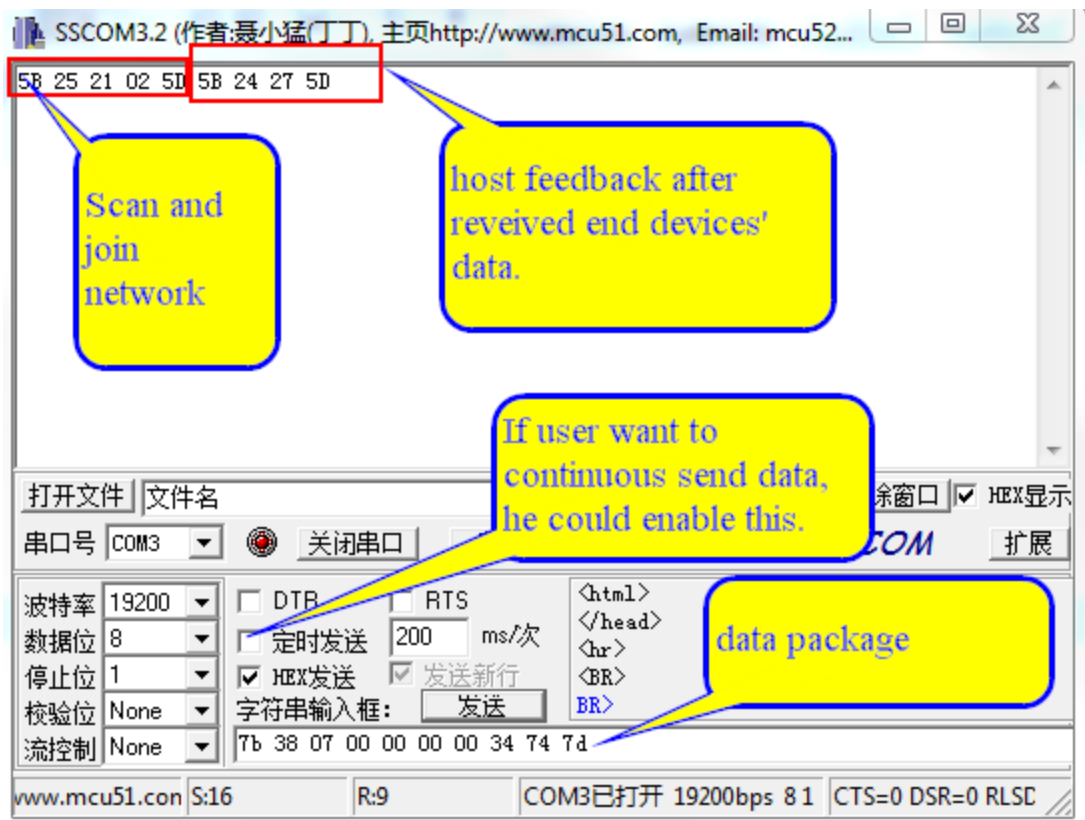 SSCOM3.2 (作者:聂小猛(丁丁), 主页http://www.mcu51.com, Email: mcu52...
5B 25 21 02 5D 5B 24 27 5D
Scan and
join
network
host feedback after
reveived end devices'
data.
If user want to
continuous send data,
he could enable this.
打开文件 文件名 窗口 HEX显示
串口号 COM3 关闭串口 COM 扩展
波特率 19200 DTR RTS
数据位 8 定时发送 200 ms/次
停止位 1 HEX发送 发送新行
校验位 None 字符串输入框: 发送
流控制 None 7b 38 07 00 00 00 00 34 74 7d
<html>
</head>
<hr>
<BR>
BR>
data package
www.mcu51.con S:16 R:9 COM3已打开 19200bps 8 1 CTS=0 DSR=0 RLSD